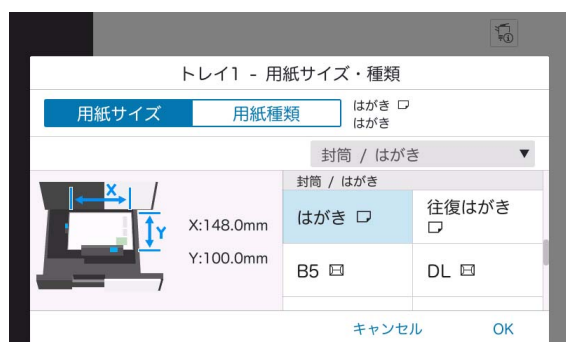 トレイ1 - 用紙サイズ・種類
用紙サイズ
用紙種類
はがき
はがき
封筒 / はがき
封筒 / はがき
X
Y
X:148.0mm
Y:100.0mm
はがき
往復はがき
B5
DL
キャンセル
OK